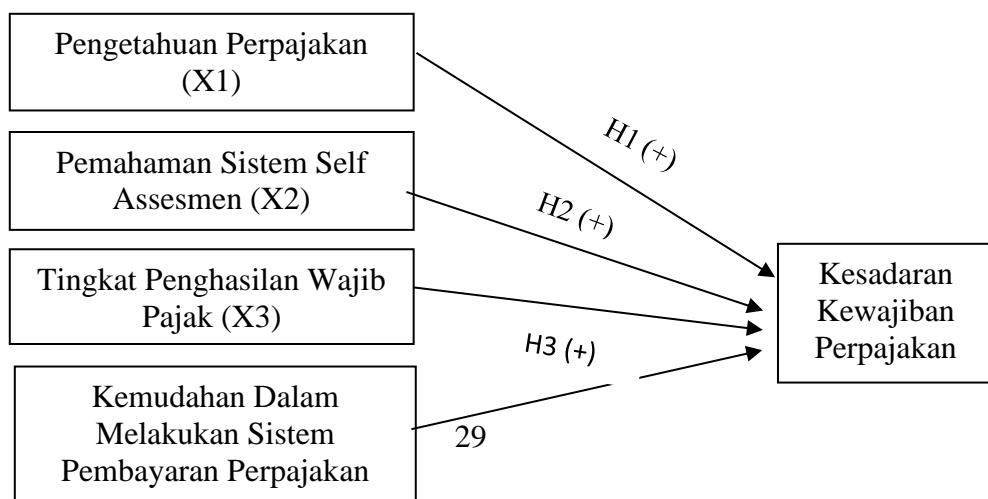 Pengetahuan Perpajakan
(X1)
H1 (+)
Pemahaman Sistem Self
Assesmen (X2)
H2 (+)
Tingkat Penghasilan Wajib
Pajak (X3)
H3 (+)
Kesadaran
Kewajiban
Perpajakan
Kemudahan Dalam
Melakukan Sistem
Pembayaran Perpajakan
29